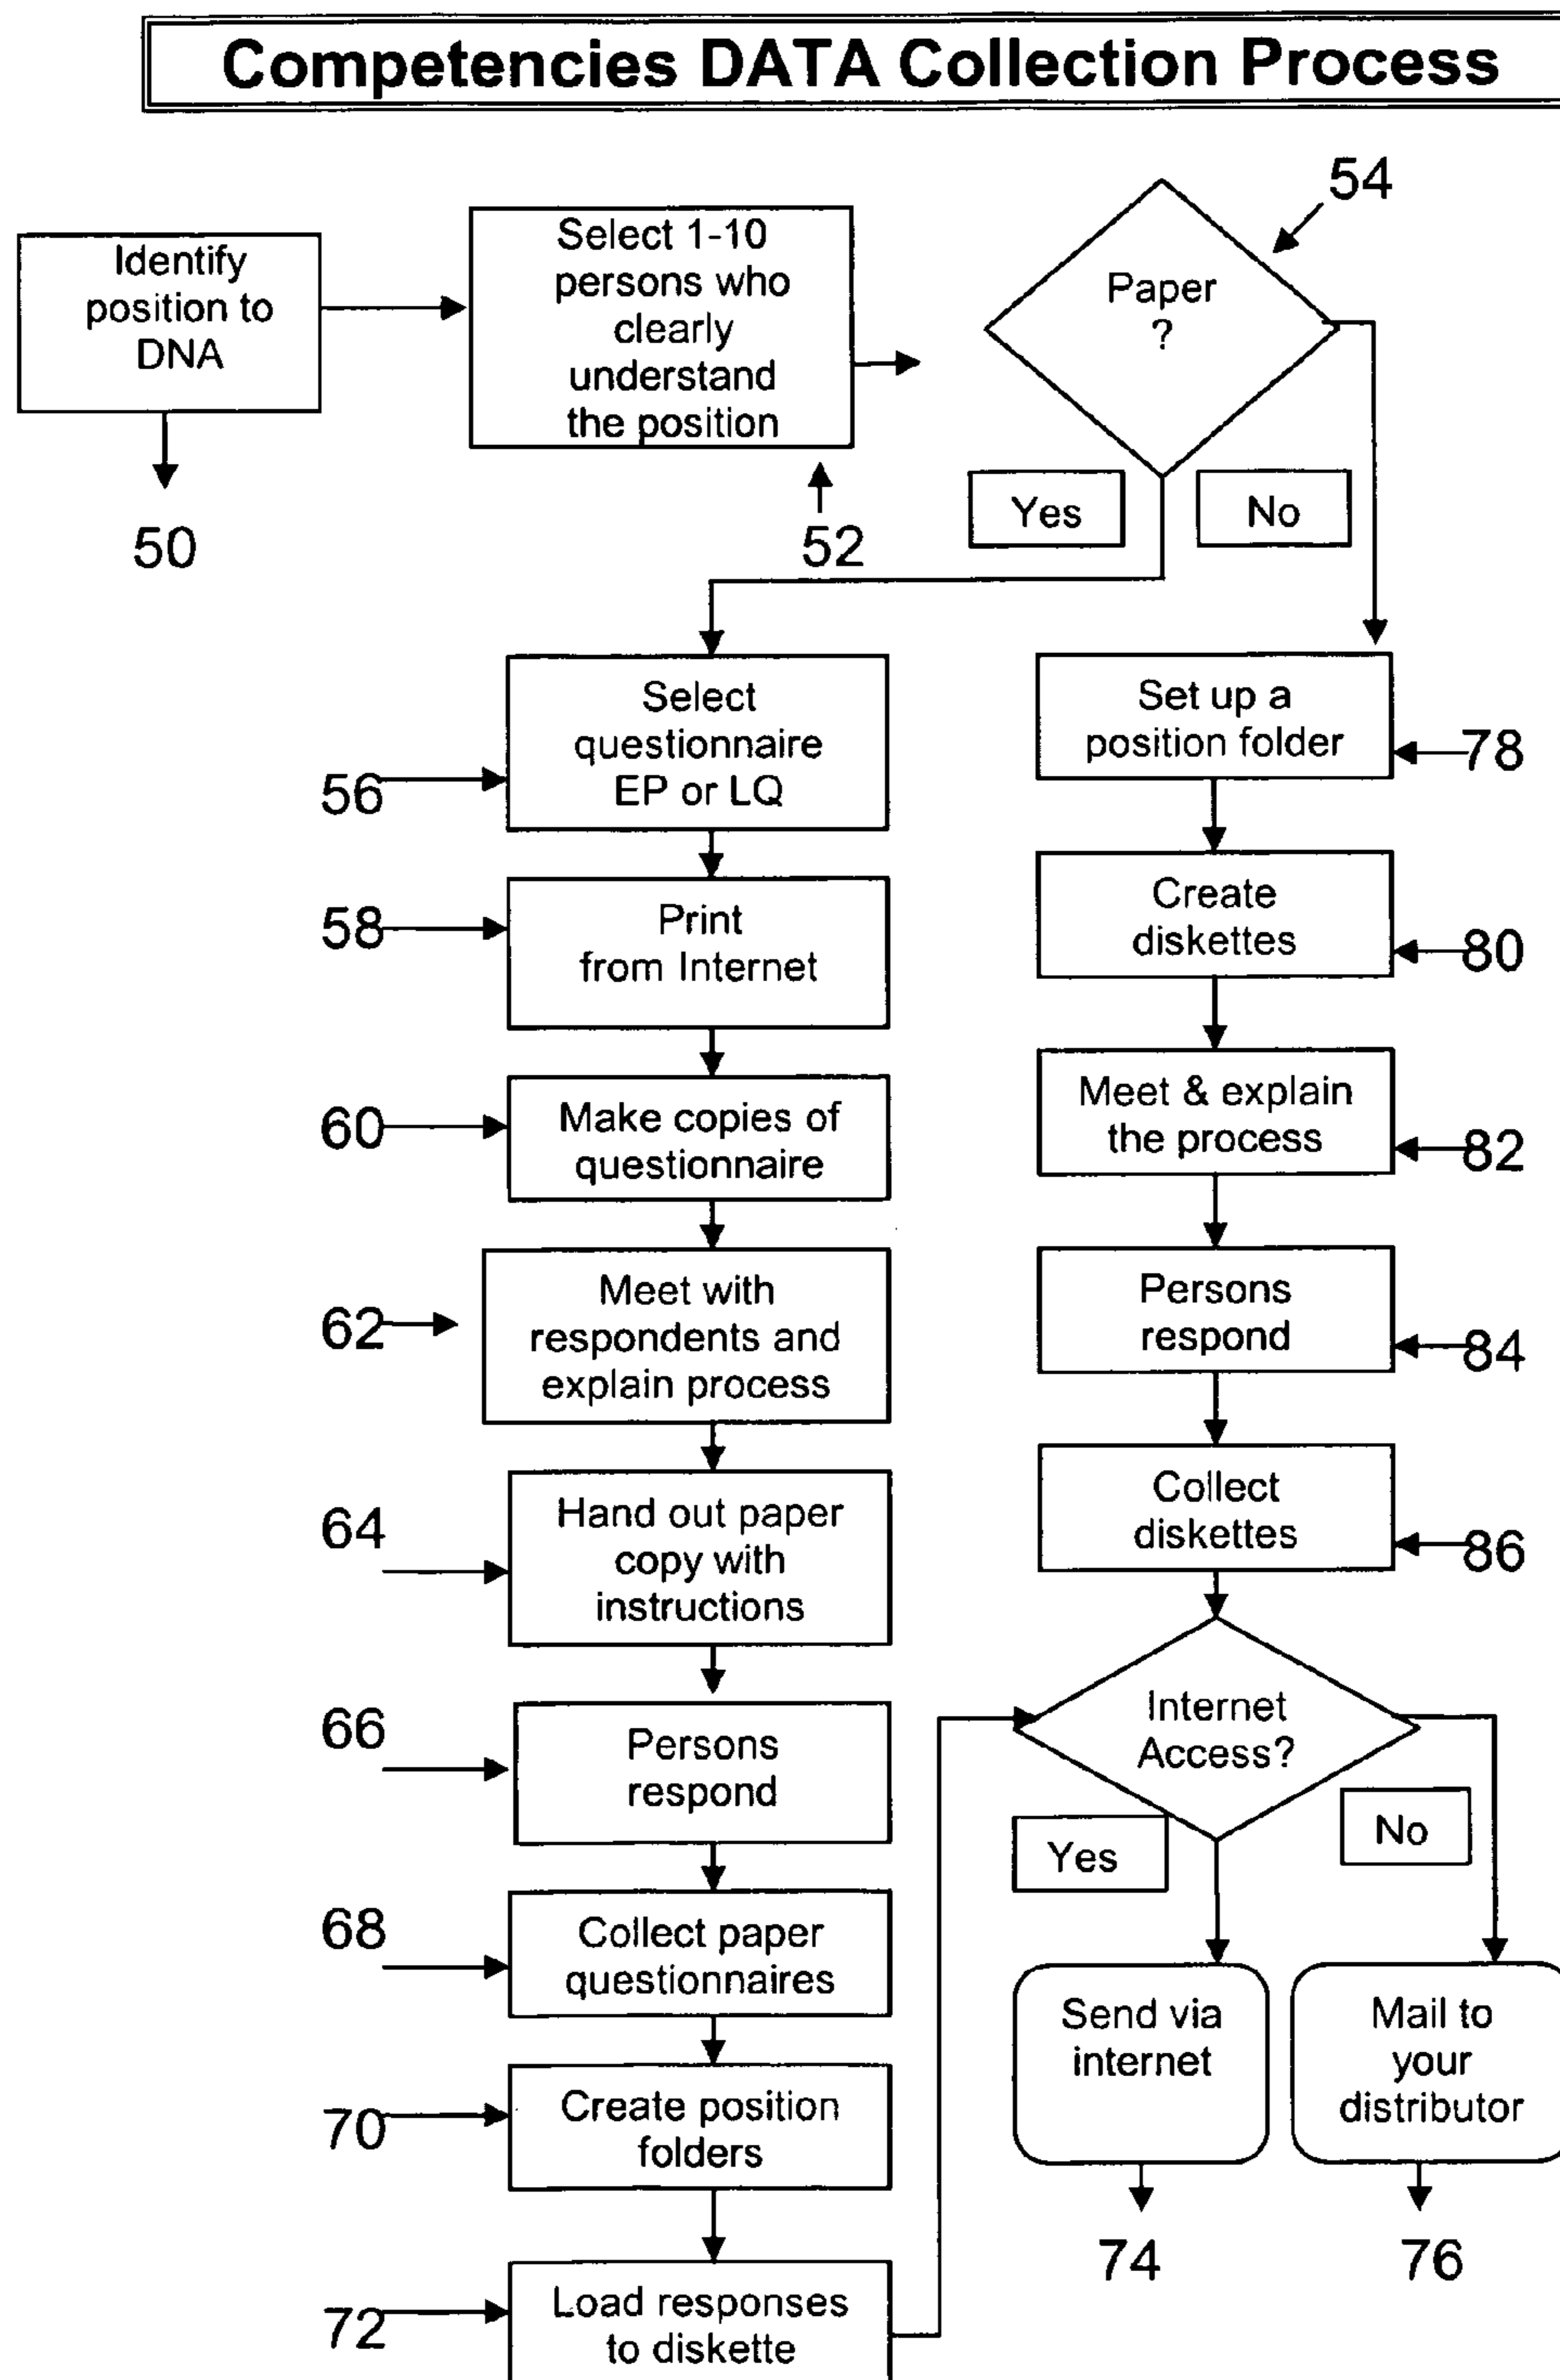 Competencies DATA Collection Process
Identify
position to
DNA
50
Select 1-10
persons who
clearly
understand
the position
52
54
Paper
?
Yes
No
56
Select
questionnaire
EP or LQ
58
Print
from Internet
60
Make copies of
questionnaire
62
Meet with
respondents and
explain process
64
Hand out paper
copy with
instructions
66
Persons
respond
68
Collect paper
questionnaires
70
Create position
folders
72
Load responses
to diskette
Set up a
position folder
78
Create
diskettes
80
Meet & explain
the process
82
Persons
respond
84
Collect
diskettes
86
Internet
Access?
Yes
No
Send via
internet
74
Mail to
your
distributor
76